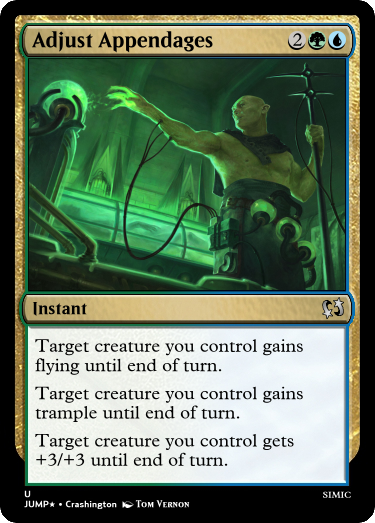 Adjust Appendages 2
Instant
Target creature you control gains
flying until end of turn.
Target creature you control gains
trample until end of turn.
Target creature you control gets
+3/+3 until end of turn.
U SIMIC
JUMP★ • Crashington Tom Vernon